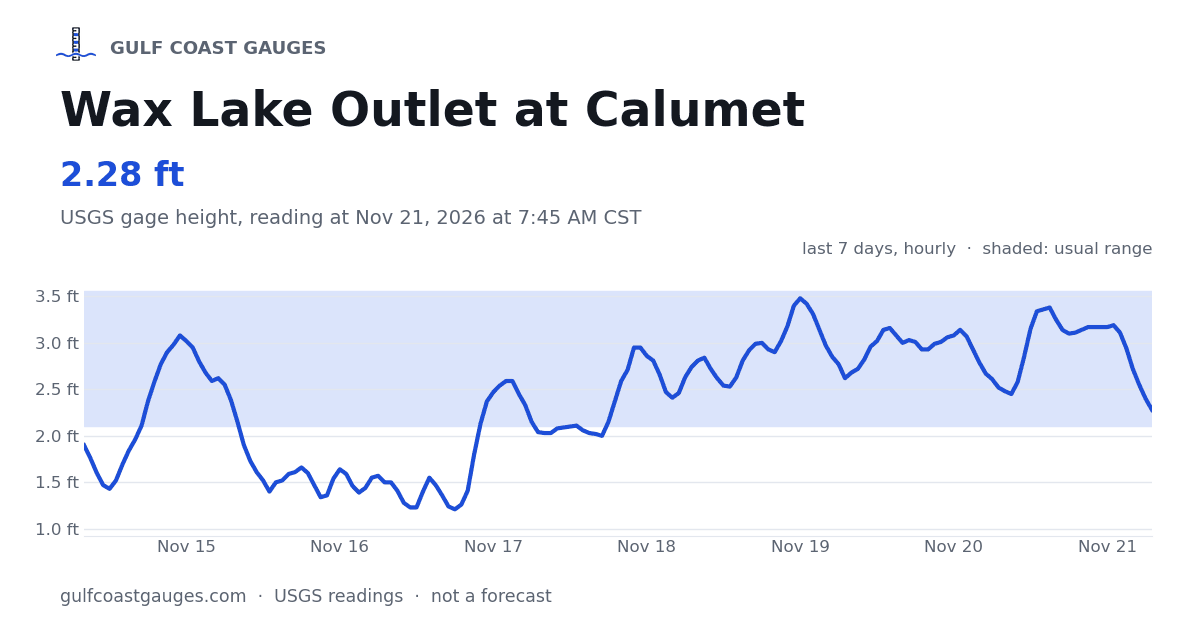 GULF COAST GAUGES
Wax Lake Outlet at Calumet
2.28 ft
USGS gage height, reading at Nov 21, 2026 at 7:45 AM CST
last 7 days, hourly · shaded: usual range
3.5 ft
3.0 ft
2.5 ft
2.0 ft
1.5 ft
1.0 ft
Nov 15 Nov 16 Nov 17 Nov 18 Nov 19 Nov 20 Nov 21
gulfcoastgauges.com · USGS readings · not a forecast